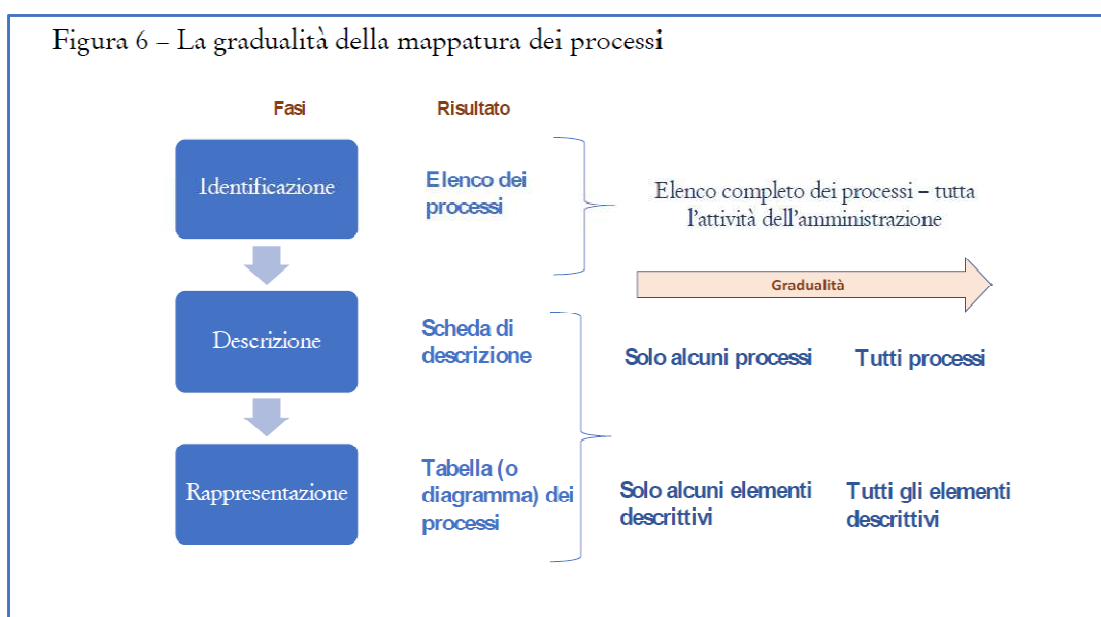 Figura 6 – La gradualità della mappatura dei processi
Fasi
Risultato
Identificazione
Elenco dei
processi
Elenco completo dei processi – tutta
l'attività dell'amministrazione
Gradualità
Descrizione
Scheda di
descrizione
Solo alcuni processi
Tutti processi
Rappresentazione
Tabella (o
diagramma) dei
processi
Solo alcuni elementi
descrittivi
Tutti gli elementi
descrittivi